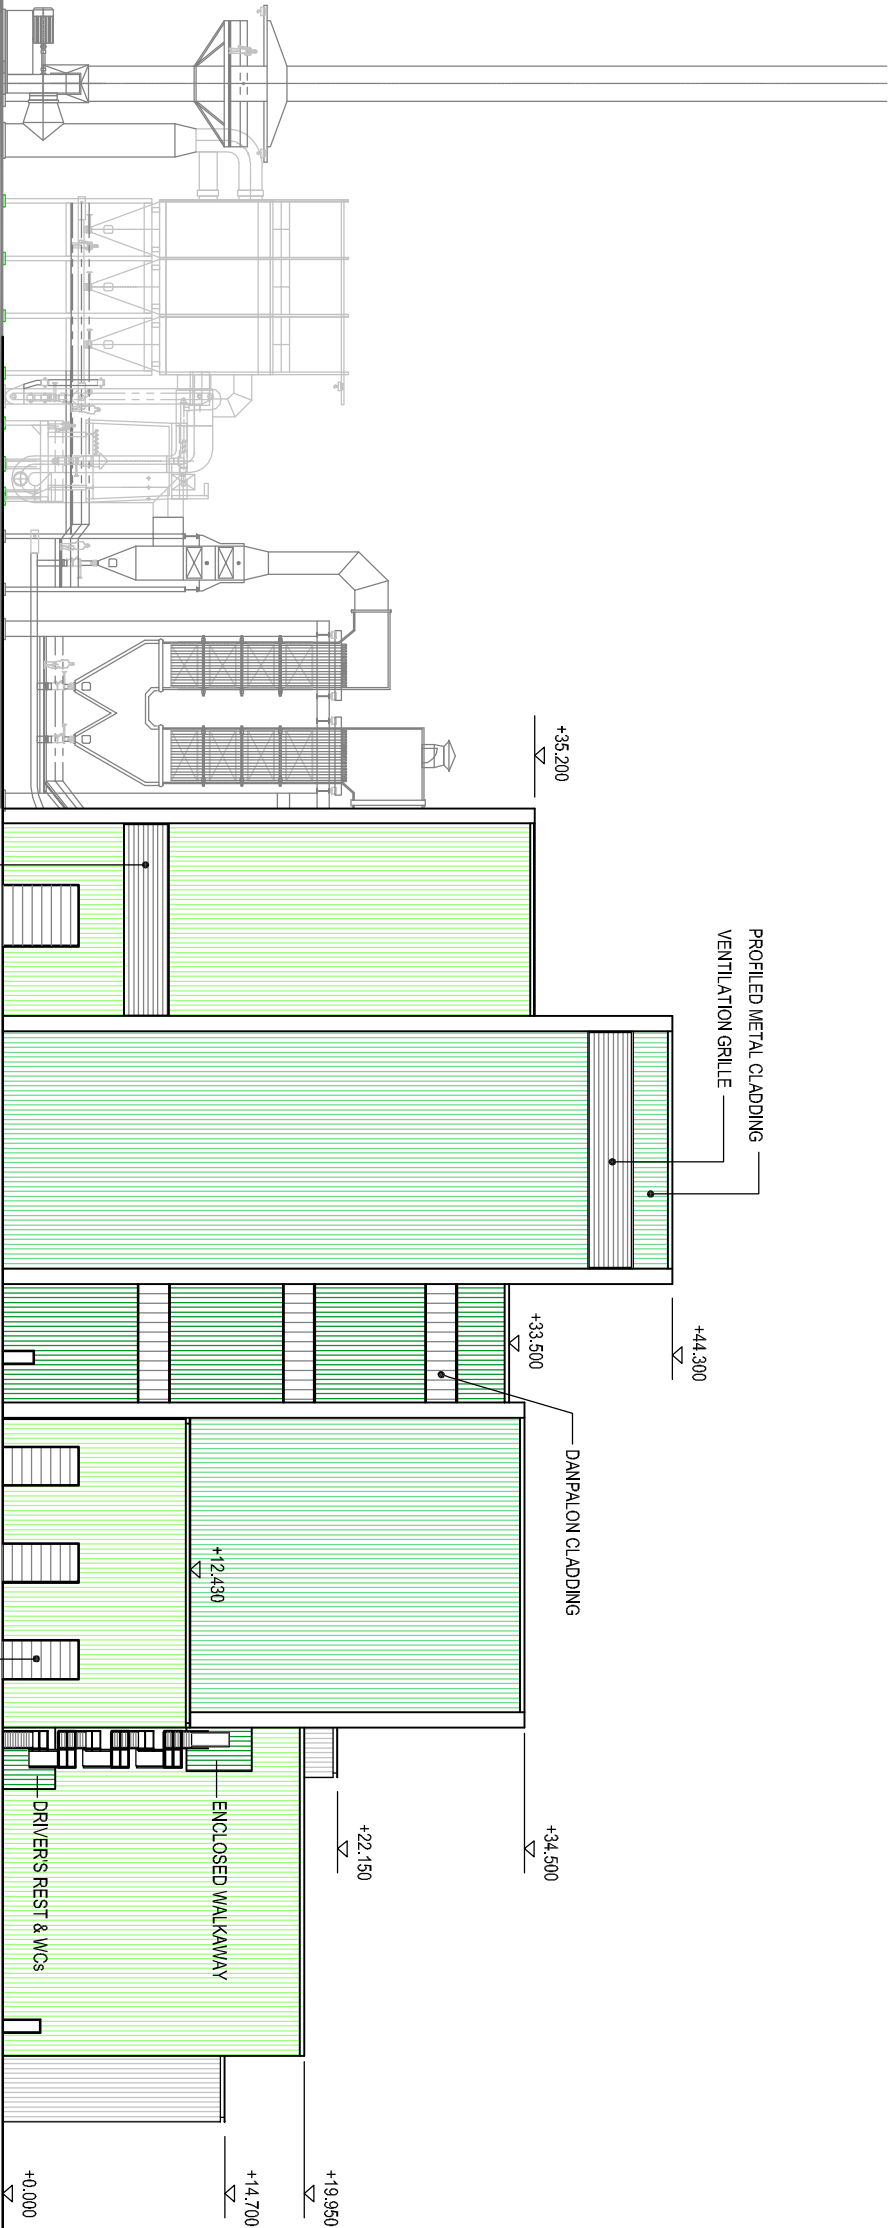 +35.200
PROFILED METAL CLADDING
VENTILATION GRILLE
+44.300
+33.500
DANPALON CLADDING
+12.430
+34.500
+22.150
ENCLOSED WALKAWAY
DRIVER'S REST & WCs
+19.950
+14.700
+0.000